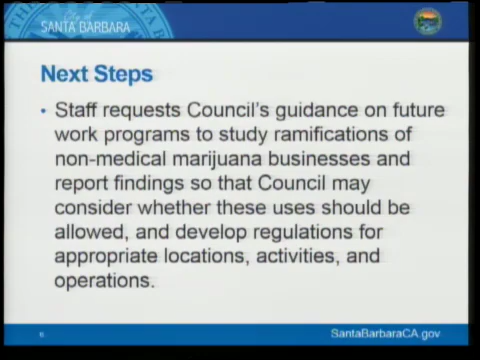 City of
SANTA BARBARA
Next Steps
• Staff requests Council's guidance on future
work programs to study ramifications of
non-medical marijuana businesses and
report findings so that Council may
consider whether these uses should be
allowed, and develop regulations for
appropriate locations, activities, and
operations.
6
SantaBarbaraCA.gov